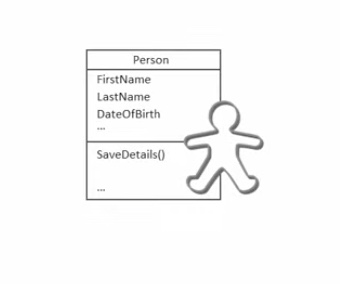 Person
FirstName
LastName
DateOfBirth
...
SaveDetails()
...